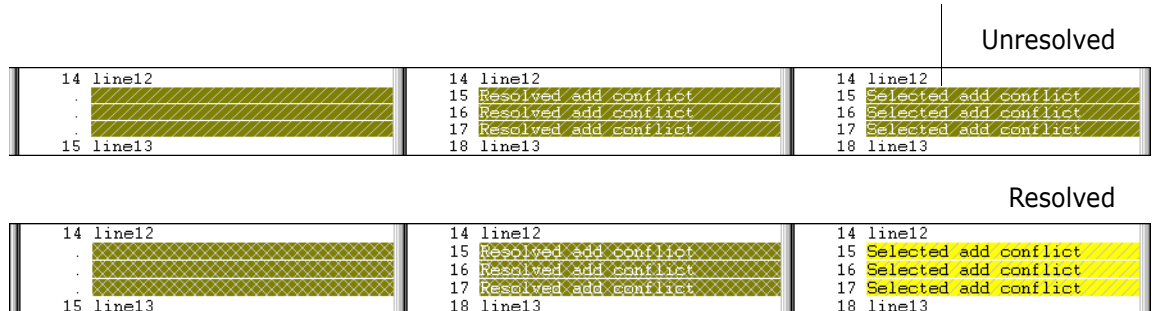 Unresolved
14 line12 14 line12 14 line12
. 15 Resolved add conflict 15 Selected add conflict
. 16 Resolved add conflict 16 Selected add conflict
. 17 Resolved add conflict 17 Selected add conflict
15 line13 18 line13 18 line13
Resolved
14 line12 14 line12 14 line12
. 15 Resolved add conflict 15 Selected add conflict
. 16 Resolved add conflict 16 Selected add conflict
. 17 Resolved add conflict 17 Selected add conflict
15 line13 18 line13 18 line13